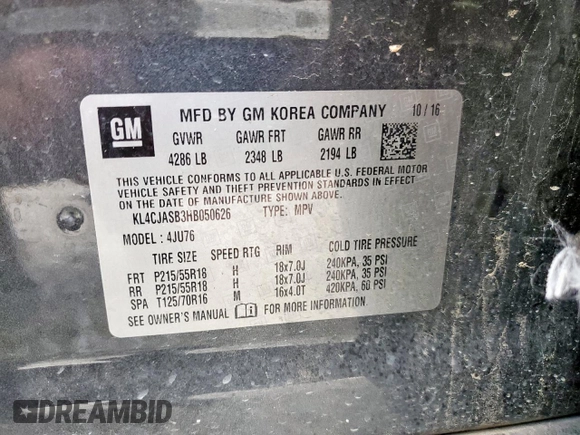 GM
MFD BY GM KOREA COMPANY 10 / 16
GVWR GAWR FRT GAWR RR
4286 LB 2348 LB 2194 LB
THIS VEHICLE CONFORMS TO ALL APPLICABLE U.S. FEDERAL MOTOR
VEHICLE SAFETY AND THEFT PREVENTION STANDARDS IN EFFECT
ON THE DATE OF MANUFACTURE SHOWN ABOVE.
KL4CJASB3HB050626 TYPE: MPV
MODEL : 4JU76
TIRE SIZE SPEED RTG RIM COLD TIRE PRESSURE
FRT P215/55R18 H 18x7.0J 240KPA, 35 PSI
RR P215/55R18 H 18x7.0J 240KPA, 35 PSI
SPA T125/70R16 M 16x4.0T 420KPA, 60 PSI
SEE OWNER'S MANUAL FOR MORE INFORMATION
DREAMBID